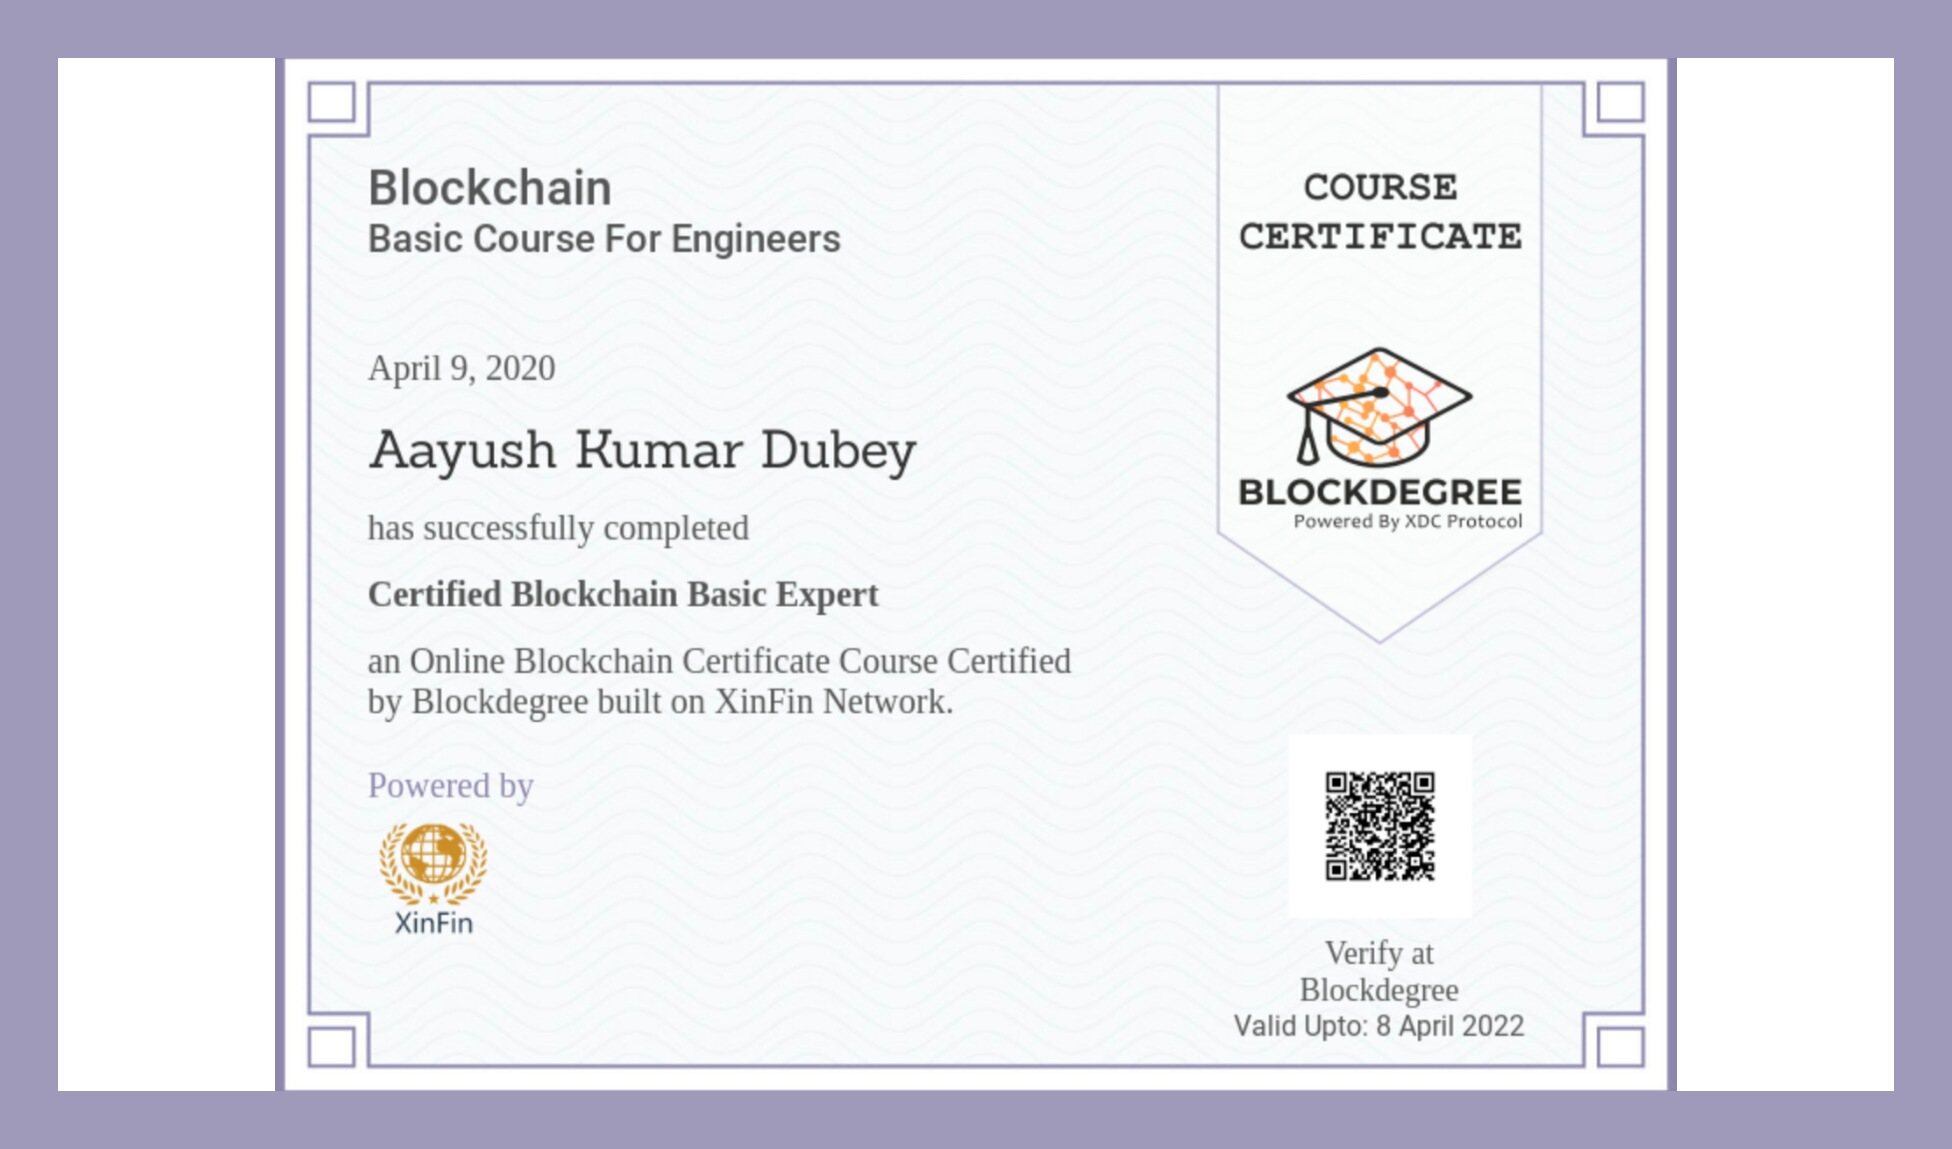 Blockchain
Basic Course For Engineers
April 9, 2020
Aayush Kumar Dubey
has successfully completed
Certified Blockchain Basic Expert
an Online Blockchain Certificate Course Certified
by Blockdegree built on XinFin Network.
Powered by
XinFin
COURSE
CERTIFICATE
BLOCKDEGREE
Powered By XDC Protocol
Verify at
Blockdegree
Valid Upto: 8 April 2022